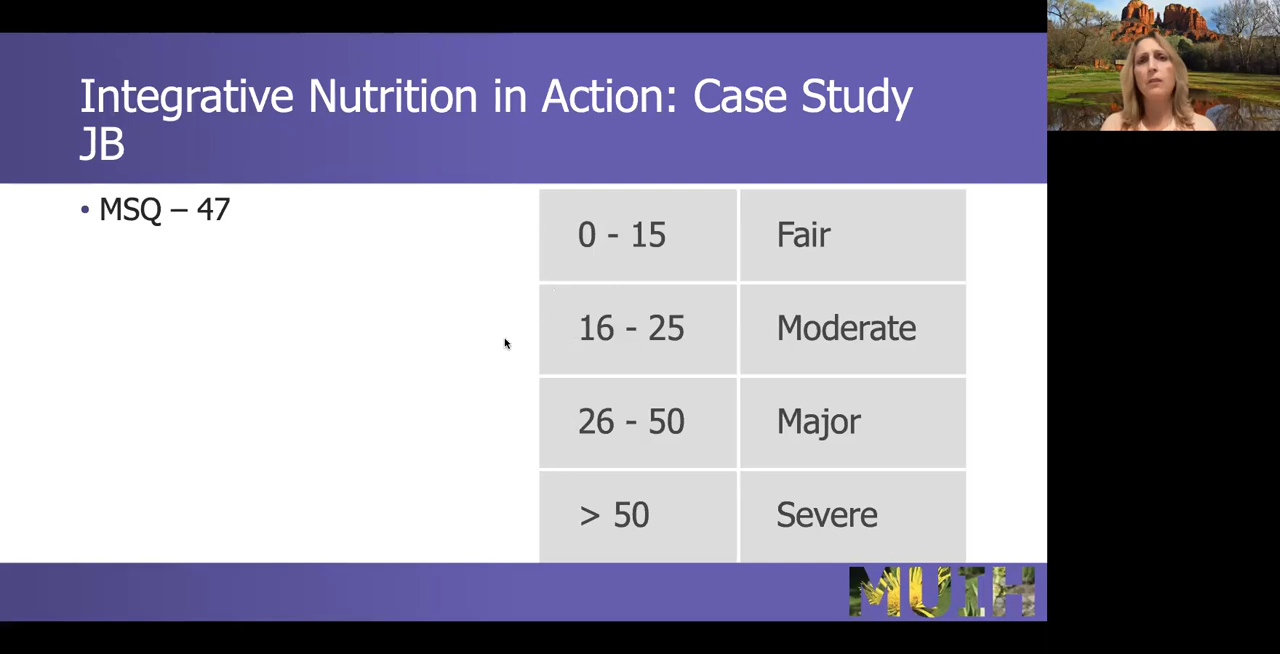 Integrative Nutrition in Action: Case Study
JB
• MSQ – 47
0 - 15 Fair
16 - 25 Moderate
26 - 50 Major
> 50 Severe
MUIH